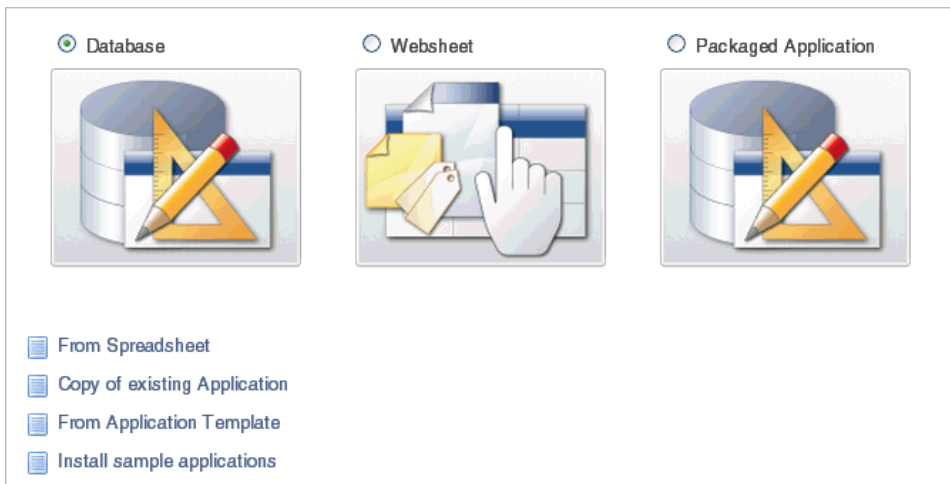 Database Websheet Packaged Application
From Spreadsheet
Copy of existing Application
From Application Template
Install sample applications